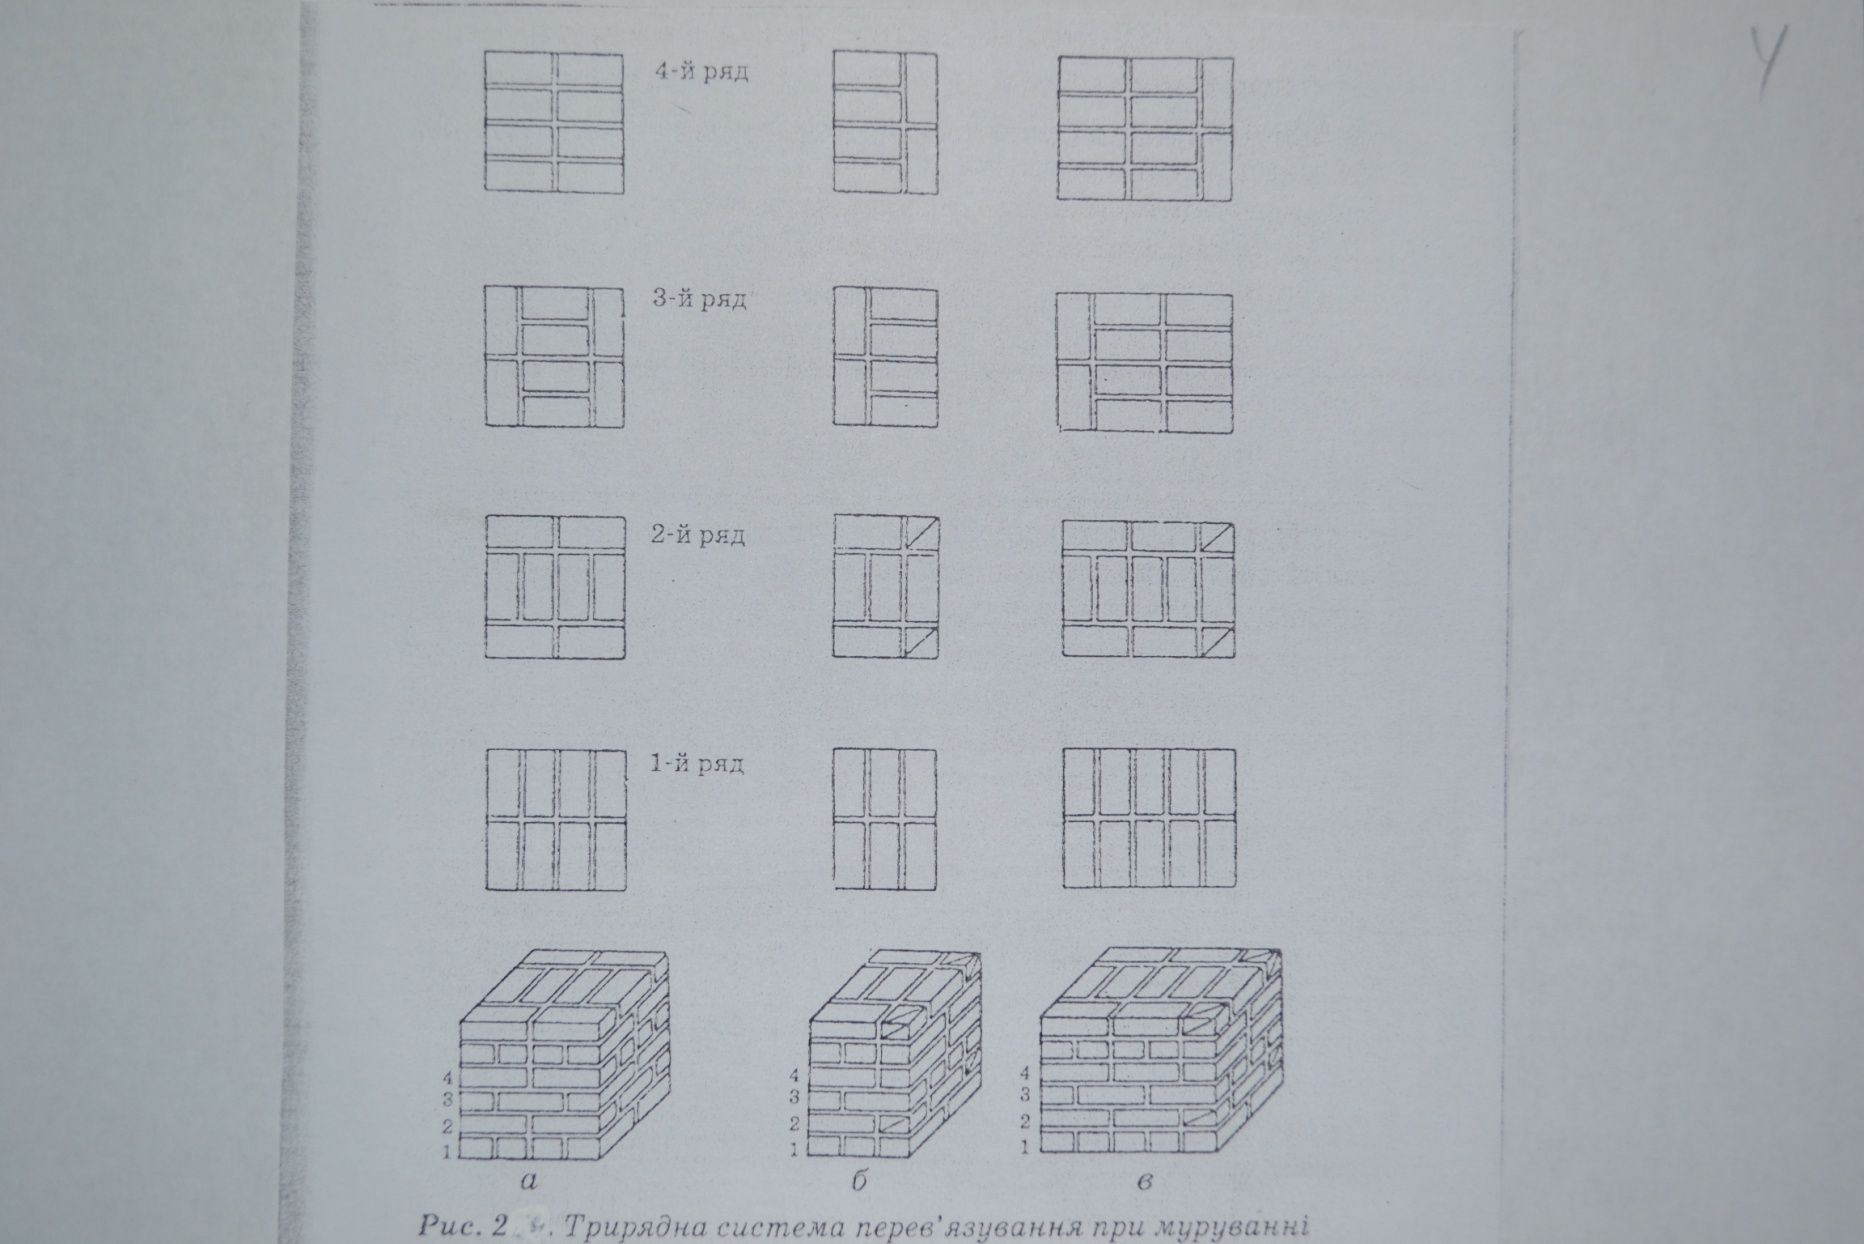 4-й ряд
3-й ряд
2-й ряд
1-й ряд
4 4 4
3 3 3
2 2 2
1 1 1
а б в
Рис. 2 . Трирядна система перев'язування при муруванні